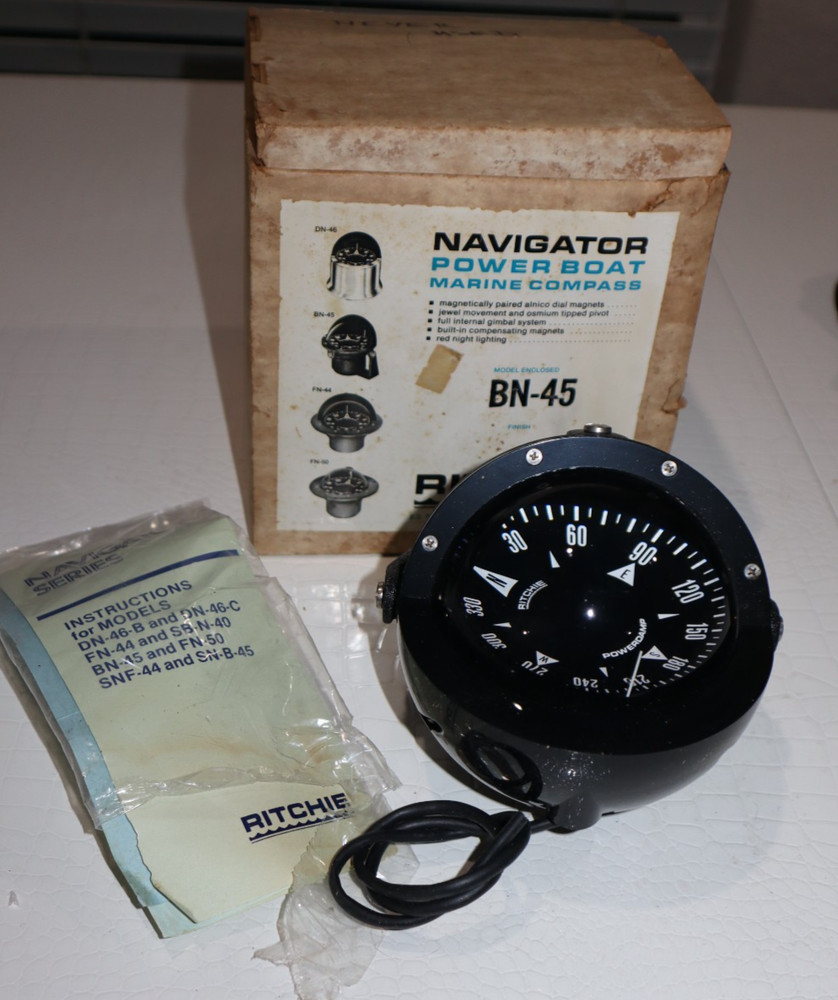 NEVER
USED
DN-46
BN-45
FN-44
FN-50
NAVIGATOR
POWER BOAT
MARINE COMPASS
magnetically paired alnico dial magnets
jewel movement and osmium tipped pivot
full internal gimbal system
built-in compensating magnets
red night lighting
MODEL ENCLOSED
BN-45
FINISH
RI
NAVIGAT
SERIES
INSTRUCTIONS
for MODELS
DN-46-B and DN-46-C
FN-44 and SB-N-40
BN-45 and FN-50
SNF-44 and SN-B-45
RITCHIE
N
30
60
90
E
120
150
180
S
210
240
W
270
300
330
RITCHIE
POWERDAMP